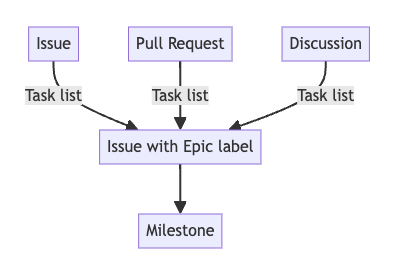 Issue
Pull Request
Discussion
Task list
Task list
Task list
Issue with Epic label
Milestone